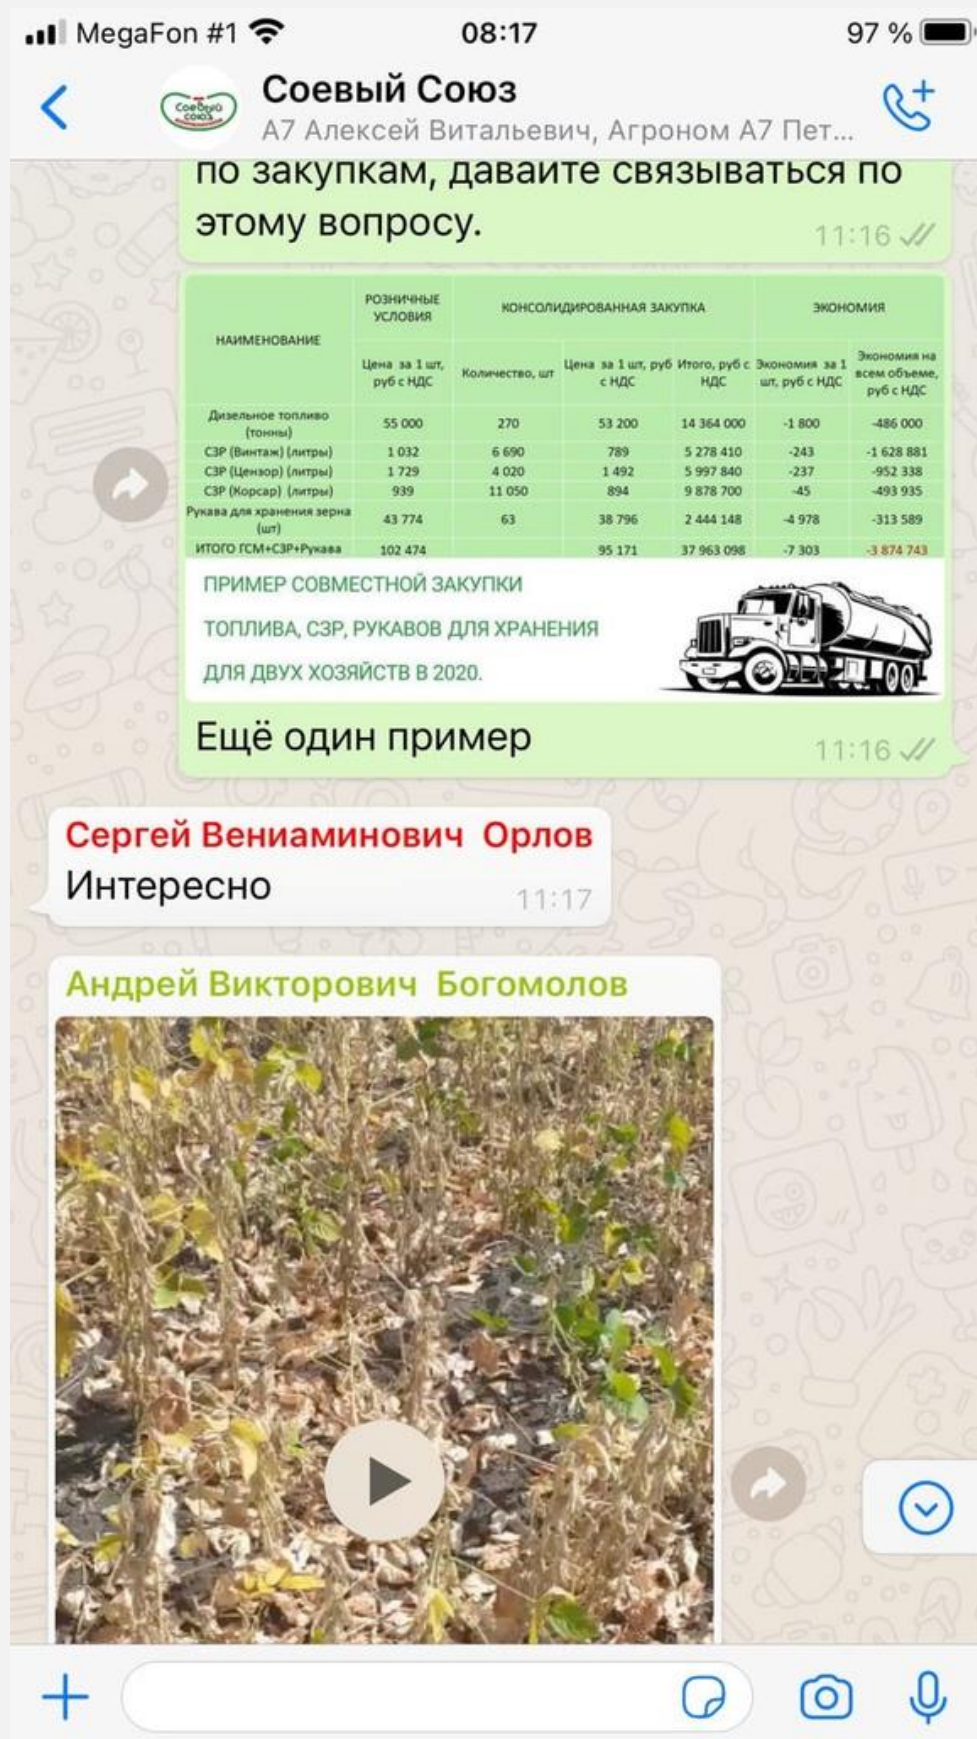 MegaFon #1 08:17 97 %
Соевый Союз
Соевый союз
А7 Алексей Витальевич, Агроном А7 Пет...
по закупкам, давайте связываться по
этому вопросу.
11:16
НАИМЕНОВАНИЕ
РОЗНИЧНЫЕ УСЛОВИЯ КОНСОЛИДИРОВАННАЯ ЗАКУПКА ЭКОНОМИЯ
Цена за 1 шт, руб с НДС Количество, шт Цена за 1 шт, руб с НДС Итого, руб с НДС Экономия за 1 шт, руб с НДС Экономия на всем объеме, руб с НДС
Дизельное топливо (тонны) 55 000 270 53 200 14 364 000 -1 800 -486 000
СЗР (Винтаж) (литры) 1 032 6 690 789 5 278 410 -243 -1 628 881
СЗР (Цензор) (литры) 1 729 4 020 1 492 5 997 840 -237 -952 338
СЗР (Корсар) (литры) 939 11 050 894 9 878 700 -45 -493 935
Рукава для хранения зерна (шт) 43 774 63 38 796 2 444 148 -4 978 -313 589
ИТОГО ГСМ+СЗР+Рукава 102 474 95 171 37 963 098 -7 303 -3 874 743
ПРИМЕР СОВМЕСТНОЙ ЗАКУПКИ
ТОПЛИВА, СЗР, РУКАВОВ ДЛЯ ХРАНЕНИЯ
ДЛЯ ДВУХ ХОЗЯЙСТВ В 2020.
Ещё один пример
11:16
Сергей Вениаминович Орлов
Интересно
11:17
Андрей Викторович Богомолов